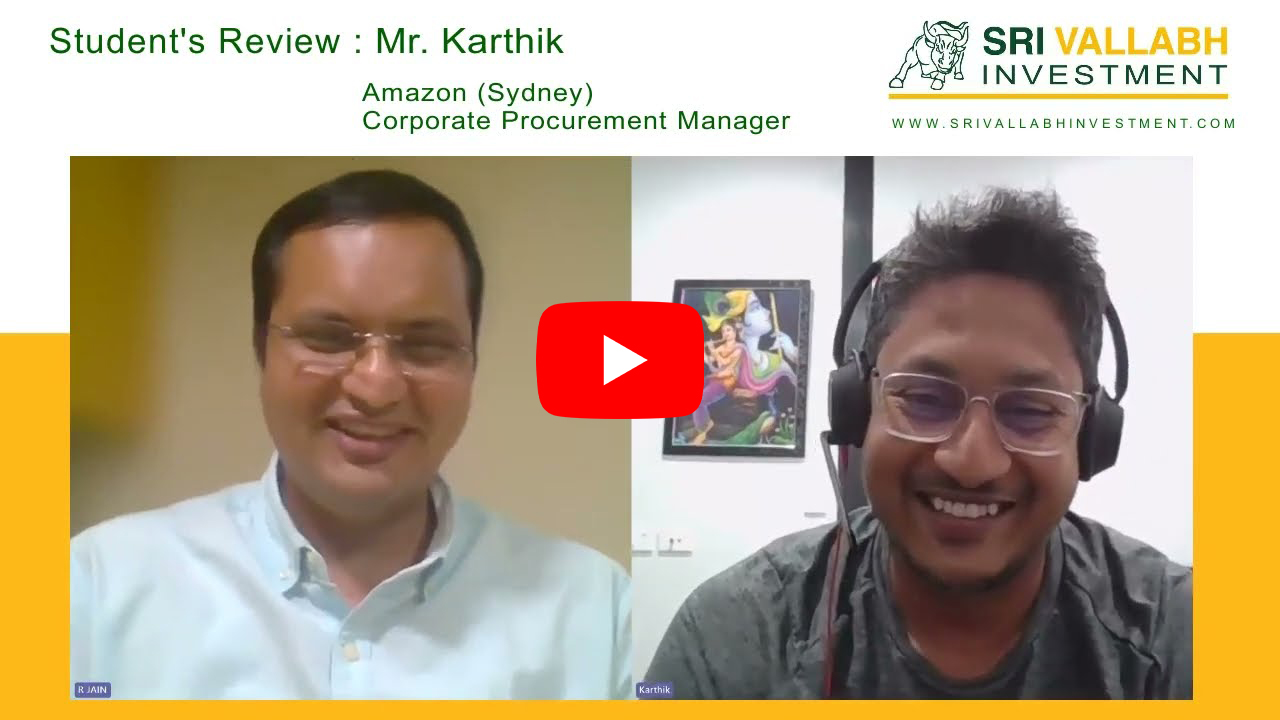 Student's Review : Mr. Karthik
Amazon (Sydney)
Corporate Procurement Manager
SRI VALLABH
INVESTMENT
WWW.SRIVALLABHINVESTMENT.COM
R JAIN
Karthik